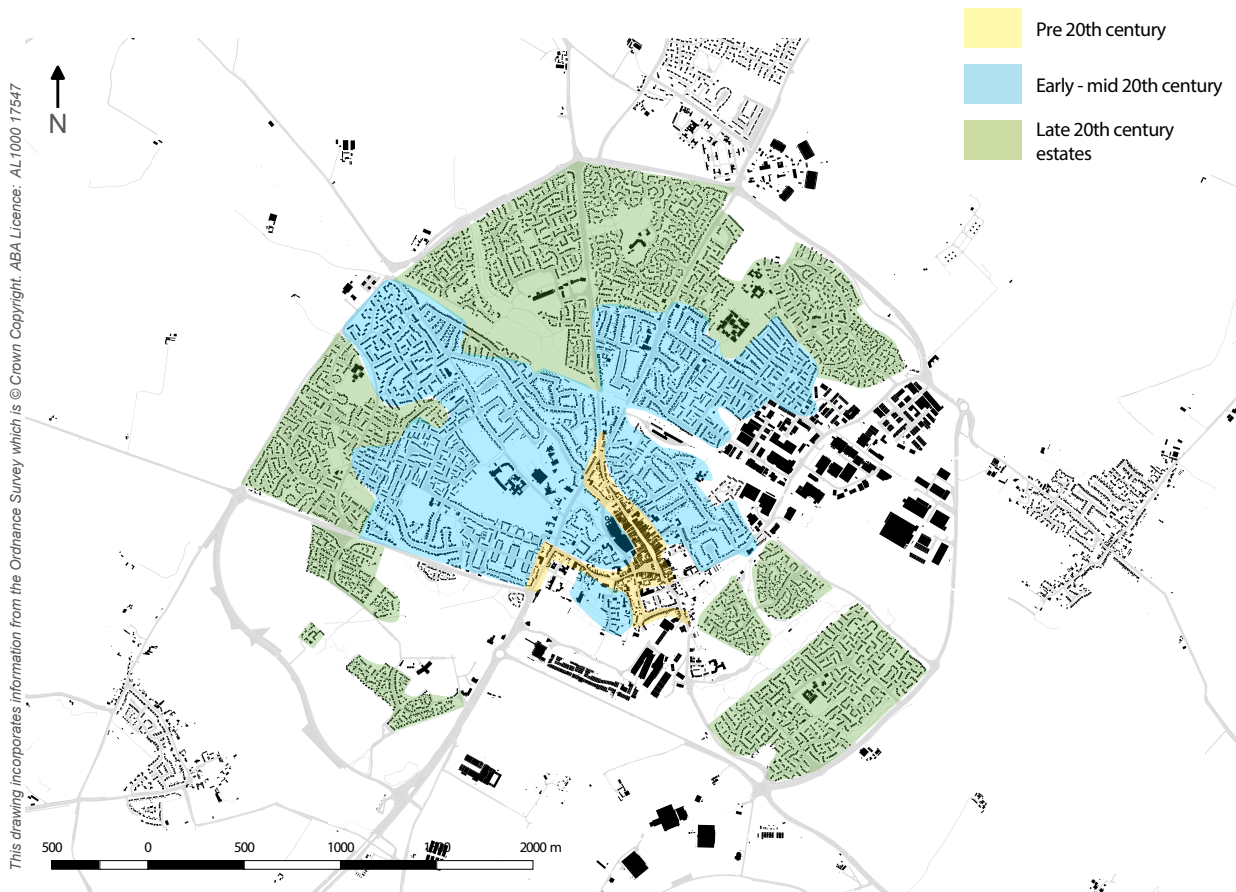 Pre 20th century
Early - mid 20th century
Late 20th century
estates
N
This drawing incorporates information from the Ordnance Survey which is © Crown Copyright. ABA Licence: AL1000 17547
500 0 500 1000 2000 m